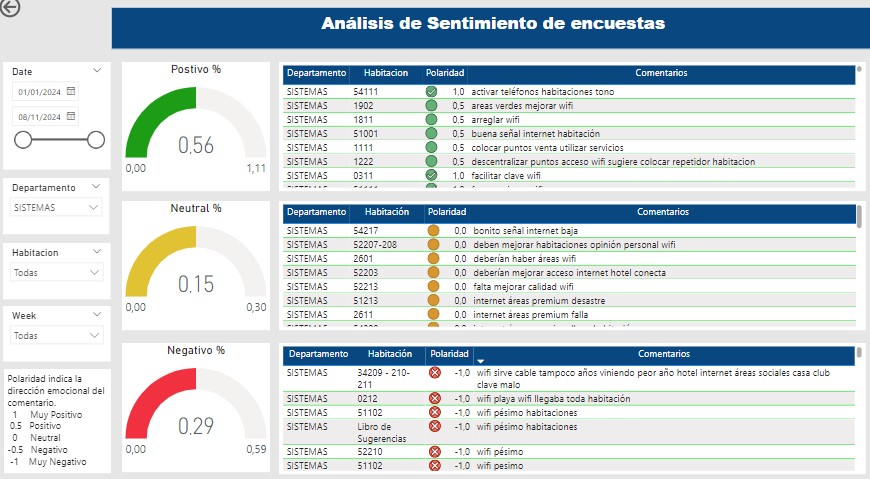 Análisis de Sentimiento de encuestas
Date
01/01/2024
08/11/2024
Departamento
SISTEMAS
Habitacion
Todas
Week
Todas
Polaridad indica la
dirección emocional del
comentario.
1 Muy Positivo
0.5 Positivo
0 Neutral
-0.5 Negativo
-1 Muy Negativo
Postivo %
0,56
0,00 1,11
Neutral %
0,15
0,00 0,30
Negativo %
0,29
0,00 0,59
Departamento Habitacion Polaridad Comentarios
SISTEMAS 54111 1,0 activar teléfonos habitaciones tono
SISTEMAS 1902 0,5 areas verdes mejorar wifi
SISTEMAS 1811 0,5 arreglar wifi
SISTEMAS 51001 0,5 buena señal internet habitación
SISTEMAS 1111 0,5 colocar puntos venta utilizar servicios
SISTEMAS 1222 0,5 descentralizar puntos acceso wifi sugiere colocar repetidor habitacion
SISTEMAS 0311 1,0 facilitar clave wifi
Departamento Habitación Polaridad Comentarios
SISTEMAS 54217 0,0 bonito señal internet baja
SISTEMAS 52207-208 0,0 deben mejorar habitaciones opinión personal wifi
SISTEMAS 2601 0,0 deberían haber áreas wifi
SISTEMAS 52203 0,0 deberían mejorar acceso internet hotel conecta
SISTEMAS 52213 0,0 falta mejorar calidad wifi
SISTEMAS 51213 0,0 internet áreas premium desastre
SISTEMAS 2611 0,0 internet áreas premium falla
Departamento Habitación Polaridad Comentarios
SISTEMAS 34209 - 210- -1,0 wifi sirve cable tampoco años viniendo peor año hotel internet áreas sociales casa club
211 clave malo
SISTEMAS 0212 -1,0 wifi playa wifi llegaba toda habitación
SISTEMAS 51102 -1,0 wifi pésimo habitaciones
SISTEMAS Libro de -1,0 wifi pésimo habitaciones
Sugerencias
SISTEMAS 52210 -1,0 wifi pésimo
SISTEMAS 51102 -1,0 wifi pesimo